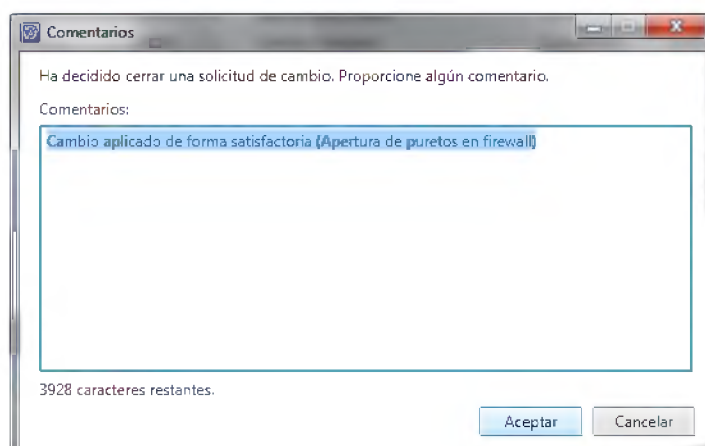 Comentarios
Ha decidido cerrar una solicitud de cambio. Proporcione algún comentario.
Comentarios:
Cambio aplicado de forma satisfactoria (Apertura de puretos en firewall)
3928 caracteres restantes.
Aceptar
Cancelar